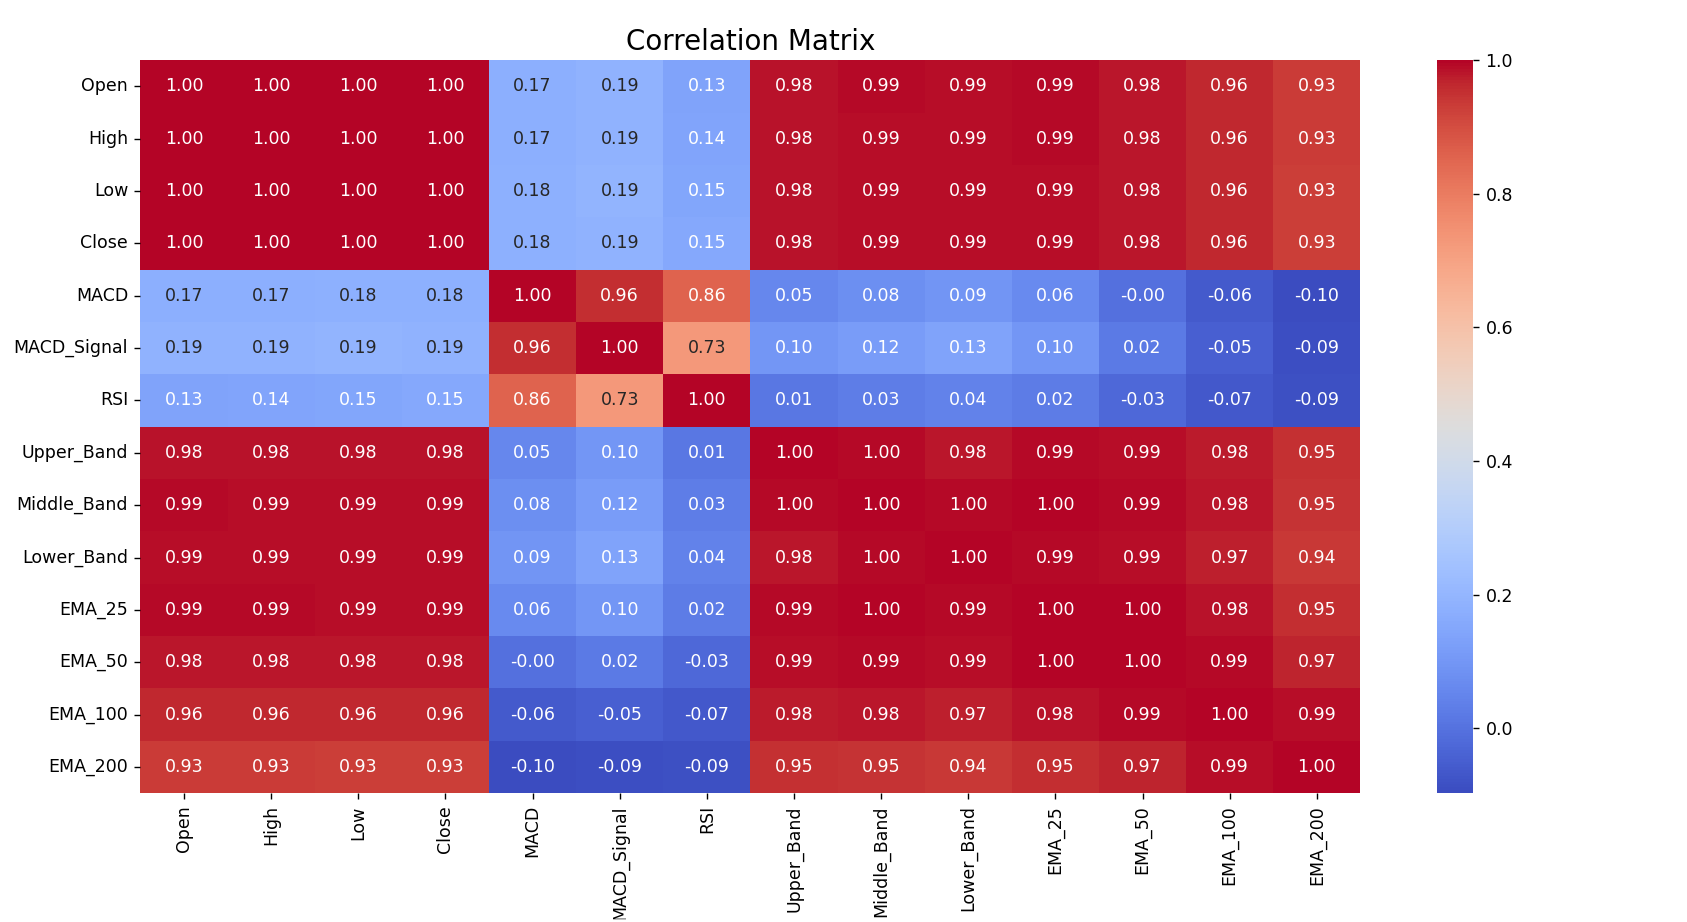 Correlation Matrix
Open 1.00 1.00 1.00 1.00 0.17 0.19 0.13 0.98 0.99 0.99 0.99 0.98 0.96 0.93
High 1.00 1.00 1.00 1.00 0.17 0.19 0.14 0.98 0.99 0.99 0.99 0.98 0.96 0.93
Low 1.00 1.00 1.00 1.00 0.18 0.19 0.15 0.98 0.99 0.99 0.99 0.98 0.96 0.93
Close 1.00 1.00 1.00 1.00 0.18 0.19 0.15 0.98 0.99 0.99 0.99 0.98 0.96 0.93
MACD 0.17 0.17 0.18 0.18 1.00 0.96 0.86 0.05 0.08 0.09 0.06 -0.00 -0.06 -0.10
MACD_Signal 0.19 0.19 0.19 0.19 0.96 1.00 0.73 0.10 0.12 0.13 0.10 0.02 -0.05 -0.09
RSI 0.13 0.14 0.15 0.15 0.86 0.73 1.00 0.01 0.03 0.04 0.02 -0.03 -0.07 -0.09
Upper_Band 0.98 0.98 0.98 0.98 0.05 0.10 0.01 1.00 1.00 0.98 0.99 0.99 0.98 0.95
Middle_Band 0.99 0.99 0.99 0.99 0.08 0.12 0.03 1.00 1.00 1.00 1.00 0.99 0.98 0.95
Lower_Band 0.99 0.99 0.99 0.99 0.09 0.13 0.04 0.98 1.00 1.00 0.99 0.99 0.97 0.94
EMA_25 0.99 0.99 0.99 0.99 0.06 0.10 0.02 0.99 1.00 0.99 1.00 1.00 0.98 0.95
EMA_50 0.98 0.98 0.98 0.98 -0.00 0.02 -0.03 0.99 0.99 0.99 1.00 1.00 0.99 0.97
EMA_100 0.96 0.96 0.96 0.96 -0.06 -0.05 -0.07 0.98 0.98 0.97 0.98 0.99 1.00 0.99
EMA_200 0.93 0.93 0.93 0.93 -0.10 -0.09 -0.09 0.95 0.95 0.94 0.95 0.97 0.99 1.00
Open High Low Close MACD MACD_Signal RSI Upper_Band Middle_Band Lower_Band EMA_25 EMA_50 EMA_100 EMA_200
1.0
0.8
0.6
0.4
0.2
0.0